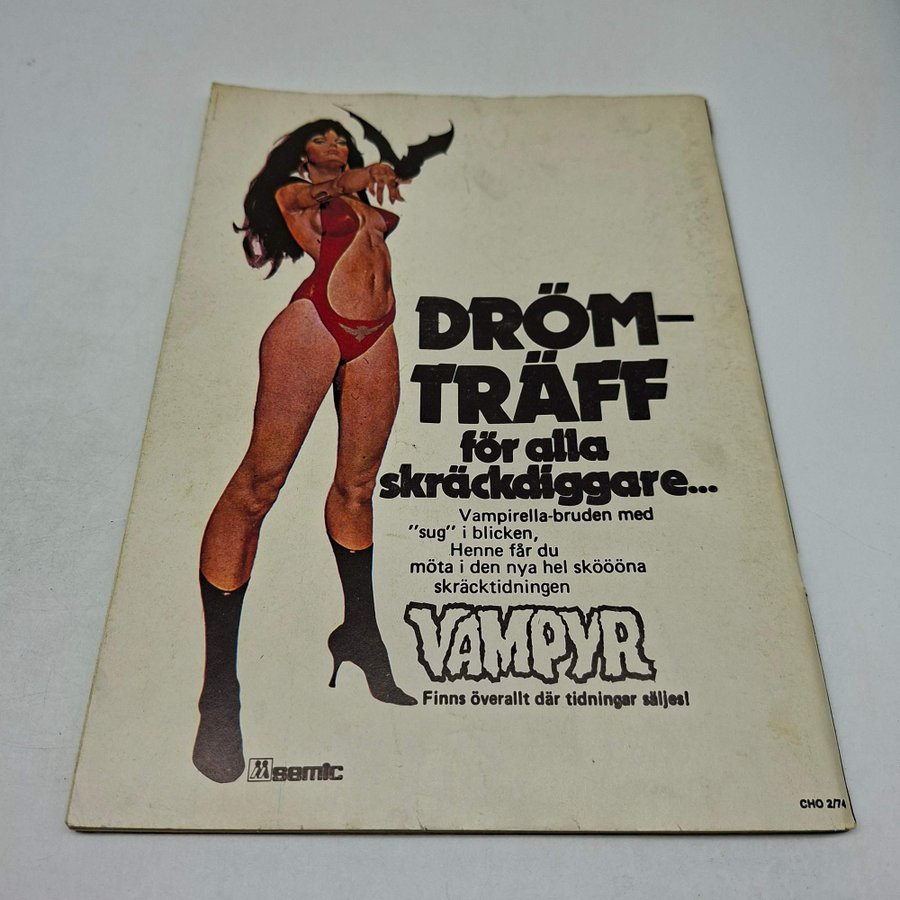 DRÖM-
TRÄFF
för alla
skräckdiggare...
Vampirella-bruden med
"sug" i blicken,
Henne får du
möta i den nya hel sköööna
skräcktidningen
VAMPYR
Finns överallt där tidningar säljes!
semic
CHO 2/74